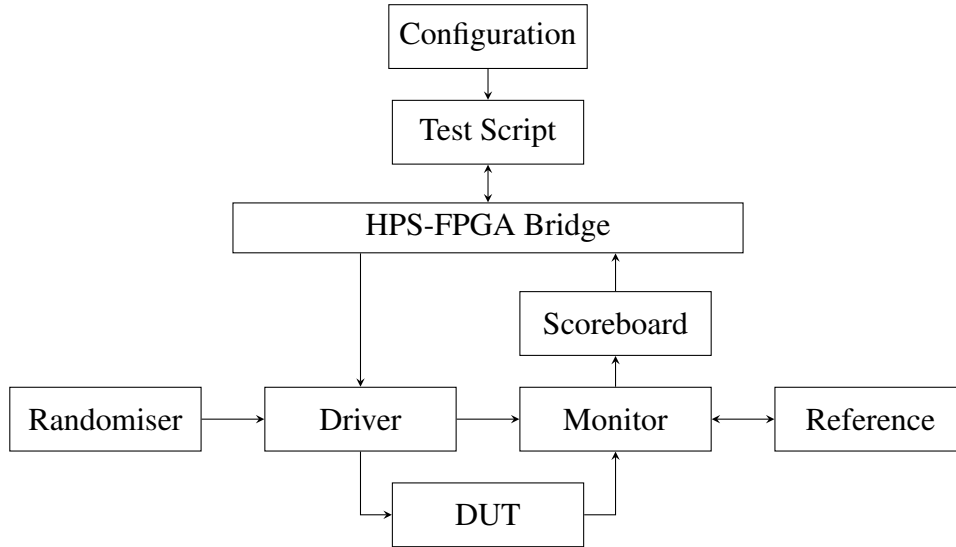 Configuration
Test Script
HPS-FPGA Bridge
Scoreboard
Randomiser
Driver
Monitor
Reference
DUT